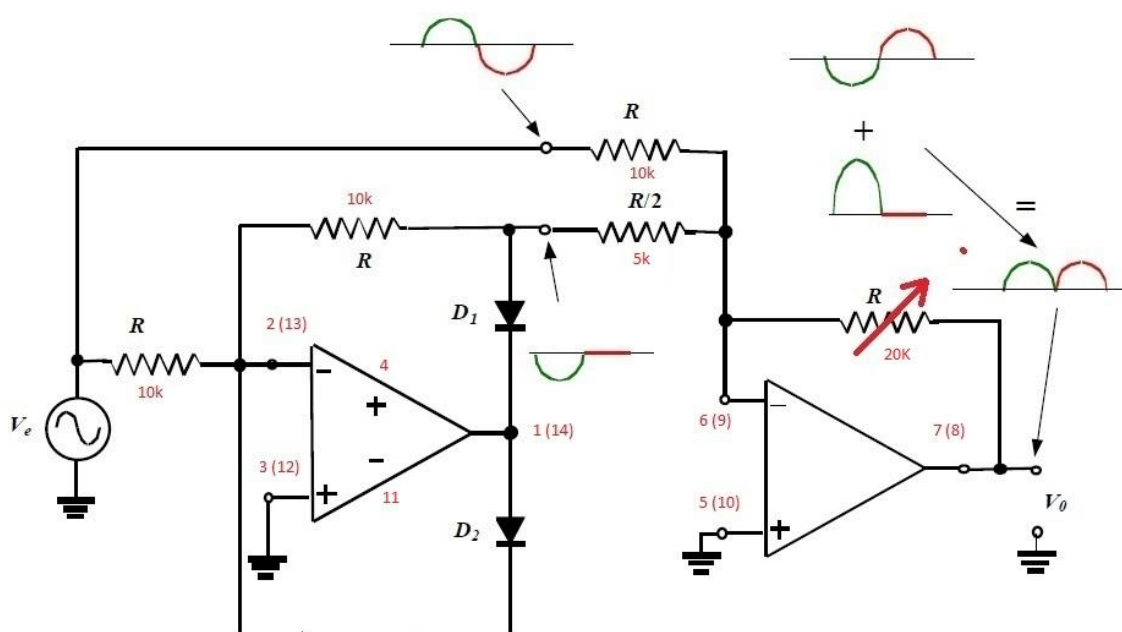 R
10k
+
10k
R
R/2
5k
=
R
20K
D1
R
10k
2 (13)
−
4
+
−
11
3 (12)
+
1 (14)
Ve
D2
6 (9)
−
7 (8)
5 (10)
+
V0